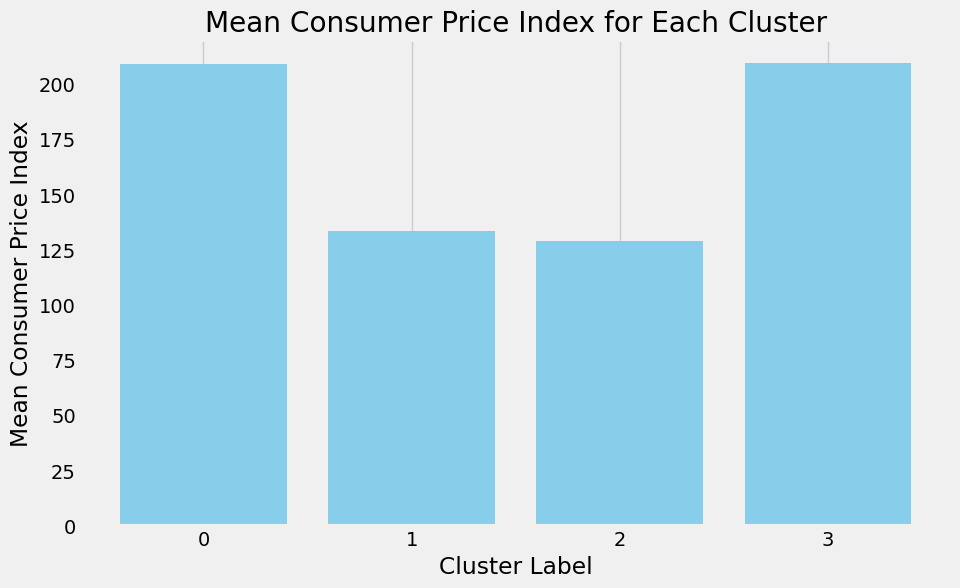 Mean Consumer Price Index for Each Cluster
Mean Consumer Price Index
200
175
150
125
100
75
50
25
0
0 1 2 3
Cluster Label